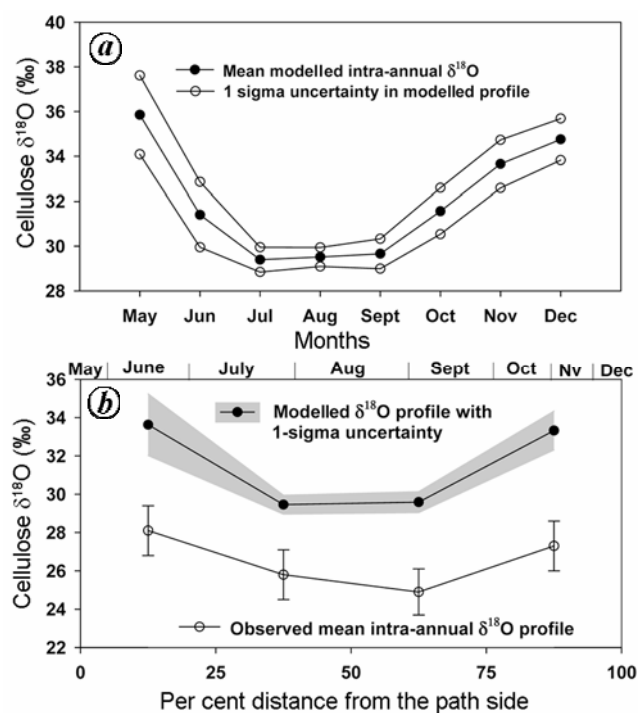 40
38
36
34
32
30
28
Cellulose δ¹⁸O (‰)
a
Mean modelled intra-annual δ¹⁸O
1 sigma uncertainty in modelled profile
May Jun Jul Aug Sept Oct Nov Dec
Months
May June July Aug Sept Oct Nv Dec
36
34
32
30
28
26
24
22
Cellulose δ¹⁸O (‰)
b
Modelled δ¹⁸O profile with
1-sigma uncertainty
Observed mean intra-annual δ¹⁸O profile
0 25 50 75 100
Per cent distance from the path side